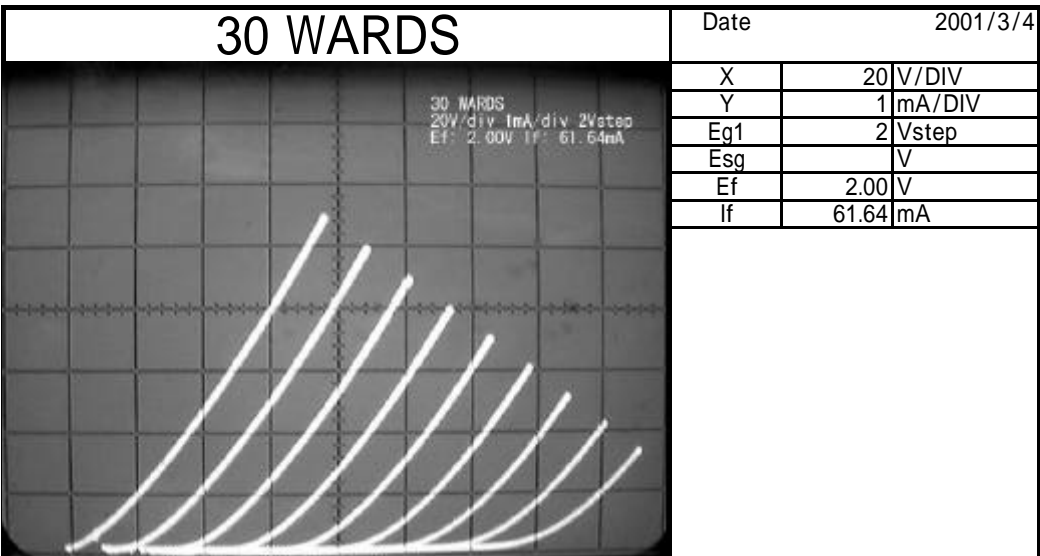 30 WARDS
Date 2001/3/4
30 WARDS
20V/div 1mA/div 2Vstep
Ef: 2.00V If: 61.64mA
X 20 V/DIV
Y 1 mA/DIV
Eg1 2 Vstep
Esg V
Ef 2.00 V
If 61.64 mA